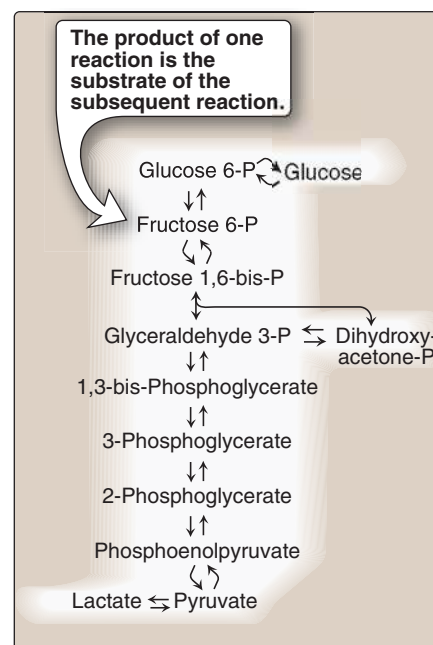 The product of one
reaction is the
substrate of the
subsequent reaction.
Glucose 6-P Glucose
Fructose 6-P
Fructose 1,6-bis-P
Glyceraldehyde 3-P Dihydroxy-
acetone-P
1,3-bis-Phosphoglycerate
3-Phosphoglycerate
2-Phosphoglycerate
Phosphoenolpyruvate
Lactate Pyruvate